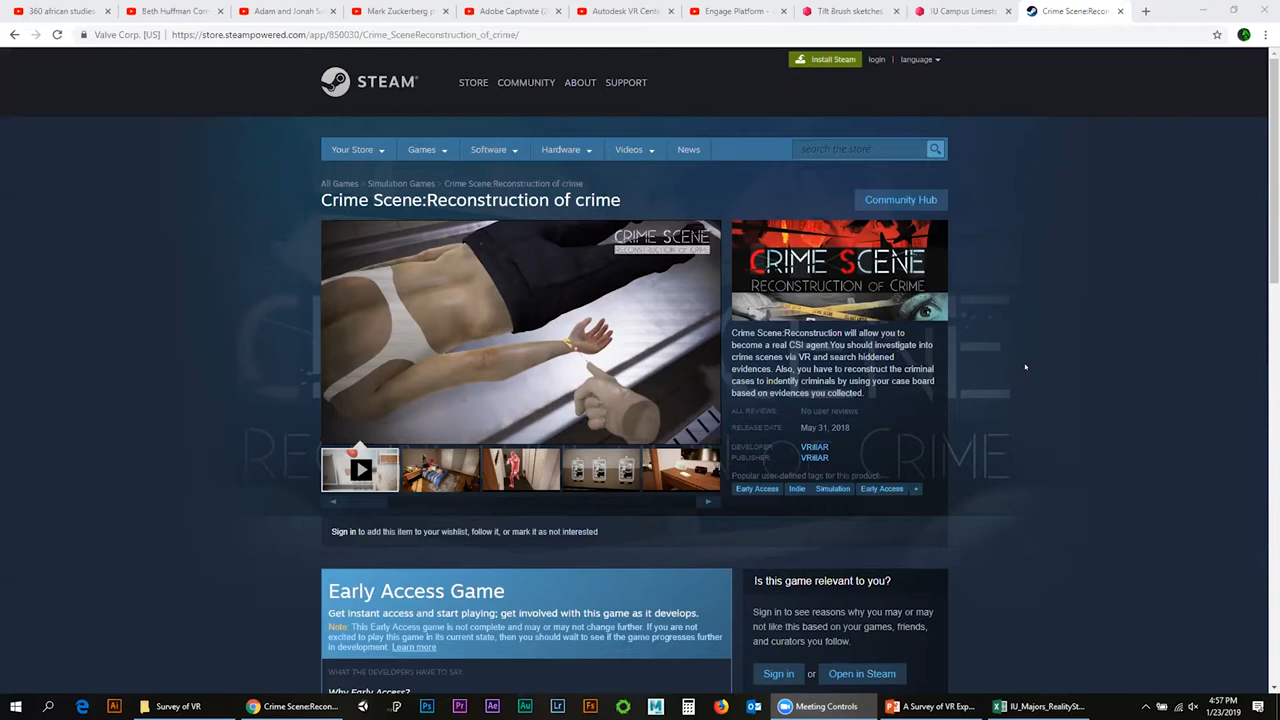 360 african studies
Beth Huffman Con
Adam and Jonah S
Mark Zuckerberg p
Adobe Captivate (2
Autodesk VR Cente
Engage Platform -
Tilt Brush sketches
IU Campus Limest
Crime Scene:Recon
Valve Corp. [US] | https://store.steampowered.com/app/850030/Crime_SceneReconstruction_of_crime/
Install Steam login | language
STEAM
STORE COMMUNITY ABOUT SUPPORT
Your Store Games Software Hardware Videos News search the store
All Games > Simulation Games > Crime Scene:Reconstruction of crime
Crime Scene:Reconstruction of crime
Community Hub
CRIME SCENE
RECONSTRUCTION OF CRIME
CRIME SCENE
RECONSTRUCTION OF CRIME
Crime Scene:Reconstruction will allow you to
become a real CSI agent.You should investigate into
crime scenes via VR and search hiddened
evidences. Also, you have to reconstruct the criminal
cases to indentify criminals by using your case board
based on evidences you collected.
ALL REVIEWS: No user reviews
RELEASE DATE: May 31, 2018
DEVELOPER: VRillAR
PUBLISHER: VRillAR
Popular user-defined tags for this product:
Early Access Indie Simulation Early Access +
Sign in to add this item to your wishlist, follow it, or mark it as not interested
Early Access Game
Get instant access and start playing; get involved with this game as it develops.
Note: This Early Access game is not complete and may or may not change further. If you are
not excited to play this game in its current state, then you should wait to see if the game progresses further
in development. Learn more
WHAT THE DEVELOPERS HAVE TO SAY:
Why Early Access?
Is this game relevant to you?
Sign in to see reasons why you may or may
not like this based on your games, friends,
and curators you follow.
Sign in or Open in Steam
Survey of VR
Crime Scene:Recon...
Meeting Controls
A Survey of VR Exp...
IU_Majors_RealitySt...
4:57 PM
1/23/2019